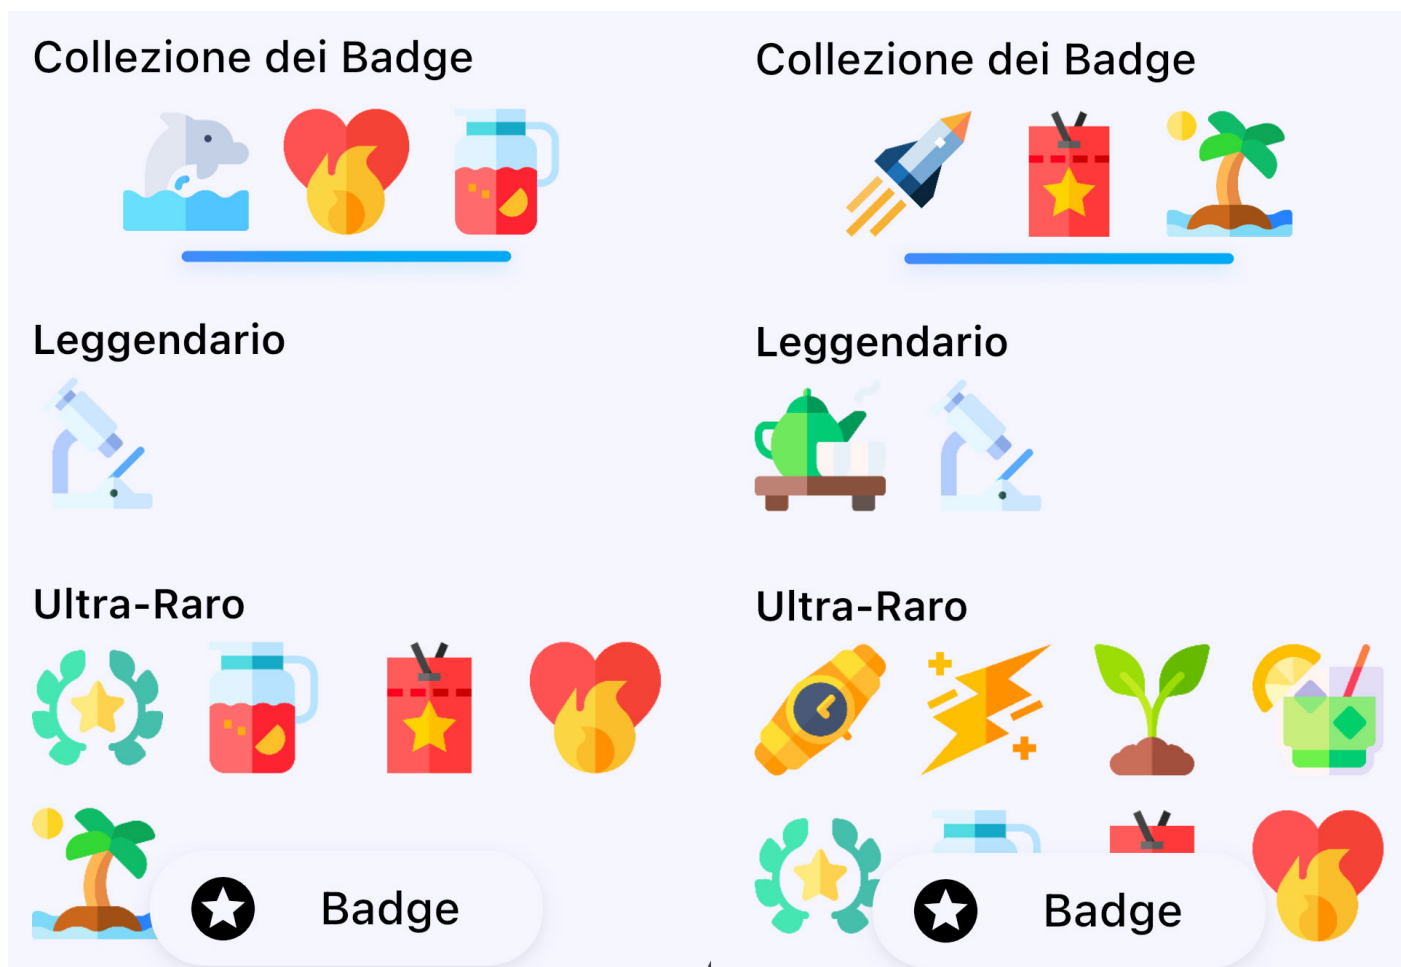 Collezione dei Badge
Leggendario
Ultra-Raro
Badge
Collezione dei Badge
Leggendario
Ultra-Raro
Badge